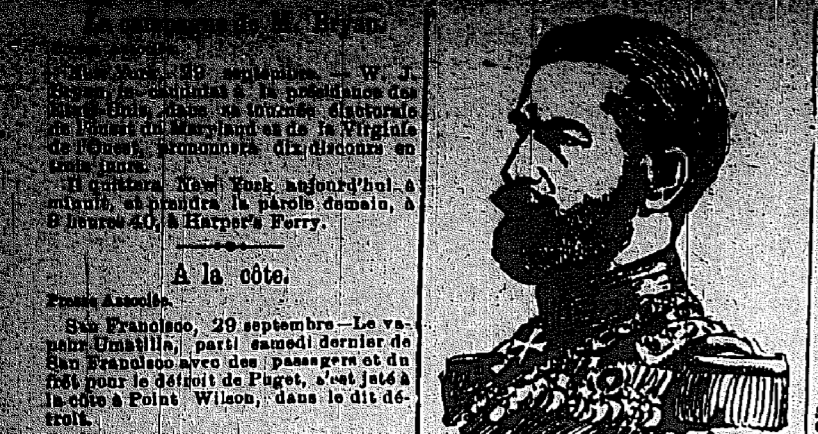 La campagne de M. Bryan.
Presse Associée.
New York, 29 septembre — W. J.
Bryan, le candidat à la présidence des
Etats-Unis, dans sa tournée électorale
de l'ouest du Maryland et de la Virginie
de l'Ouest, prononcera dix discours en
trois jours.
Il quittera New York aujourd'hui à
minuit, et prendra la parole demain, à
9 heures 40, à Harper's Ferry.
A la côte.
Presse Associée.
San Francisco, 29 septembre—Le va-
peur Umatilla, parti samedi dernier de
San Francisco avec des passagers et du
frêt pour le détroit de Puget, s'est jeté à
la côte à Point Wilson, dans le dit dé-
troit.